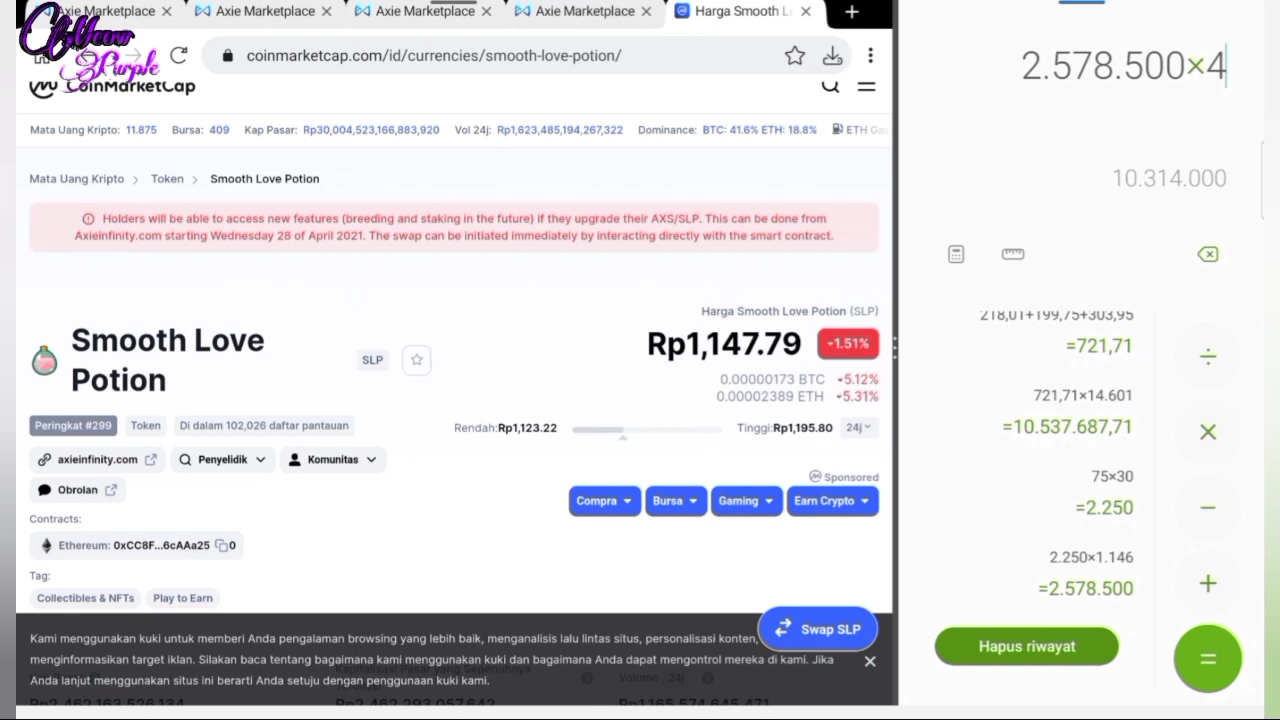 Axie Marketplace
Axie Marketplace
Axie Marketplace
Axie Marketplace
Harga Smooth L
Meow
Purple
coinmarketcap.com/id/currencies/smooth-love-potion/
CoinMarketCap
Mata Uang Kripto: 11.875 Bursa: 409 Kap Pasar: Rp30,004,523,166,883,920 Vol 24j: Rp1,623,485,194,267,322 Dominance: BTC: 41.6% ETH: 18.8% ETH Ga
Mata Uang Kripto > Token > Smooth Love Potion
Holders will be able to access new features (breeding and staking in the future) if they upgrade their AXS/SLP. This can be done from
Axieinfinity.com starting Wednesday 28 of April 2021. The swap can be initiated immediately by interacting directly with the smart contract.
Smooth Love
Potion
SLP
Harga Smooth Love Potion (SLP)
Rp1,147.79
1.51%
0.00000173 BTC 5.12%
0.00002389 ETH 5.31%
Peringkat #299
Token
Di dalam 102,026 daftar pantauan
Rendah:Rp1,123.22
Tinggi:Rp1,195.80
24j
axieinfinity.com
Penyelidik
Komunitas
Obrolan
Sponsored
Compra
Bursa
Gaming
Earn Crypto
Contracts:
Ethereum: 0xCC8F...6cAAa25
0
Tag:
Collectibles & NFTs
Play to Earn
Swap SLP
Kami menggunakan kuki untuk memberi Anda pengalaman browsing yang lebih baik, menganalisis lalu lintas situs, personalisasi konten,
menginformasikan target iklan. Silakan baca tentang bagaimana kami menggunakan kuki dan bagaimana Anda dapat mengontrol mereka di kami. Jika
Anda lanjut menggunakan situs ini berarti Anda setuju dengan penggunaan kuki kami.
Volume 24j
2.578.500×4
10.314.000
218,01+199,75+303,95
=721,71
721,71×14.601
=10.537.687,71
75×30
=2.250
2.250×1.146
=2.578.500
Hapus riwayat
÷
×
−
+
=